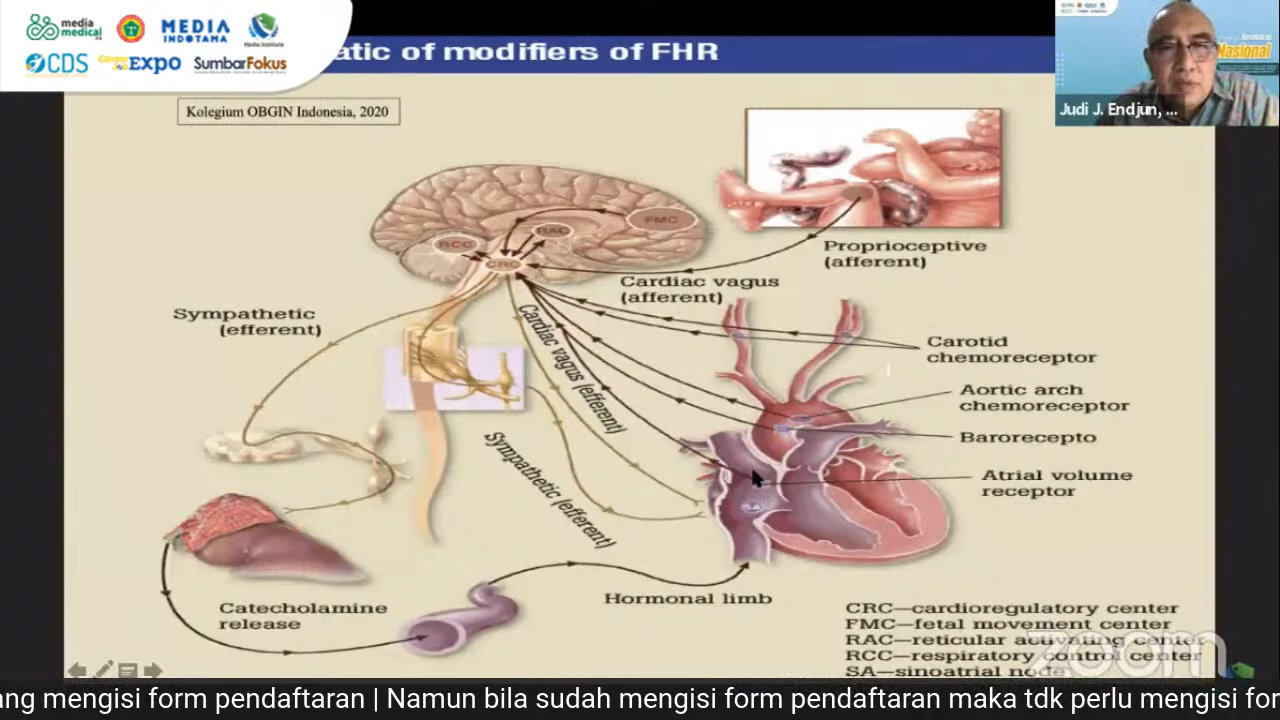 media
medical
MEDIA
INDOTAMA
Media Institute
CDS
Career
Expo
SumbarFokus
atic of modifiers of FHR
Nasional
Judi J. Endjun, ...
Kolegium OBGIN Indonesia, 2020
FMC
RAC
RCC
CRC
Proprioceptive
(afferent)
Cardiac vagus
(afferent)
Sympathetic
(efferent)
Cardiac vagus (efferent)
Carotid
chemoreceptor
Aortic arch
chemoreceptor
Barorecepto
Sympathetic (efferent)
Atrial volume
receptor
SA
Catecholamine
release
Hormonal limb
CRC—cardioregulatory center
FMC—fetal movement center
RAC—reticular activating center
RCC—respiratory control center
SA—sinoatrial node
zoom
ang mengisi form pendaftaran | Namun bila sudah mengisi form pendaftaran maka tdk perlu mengisi for